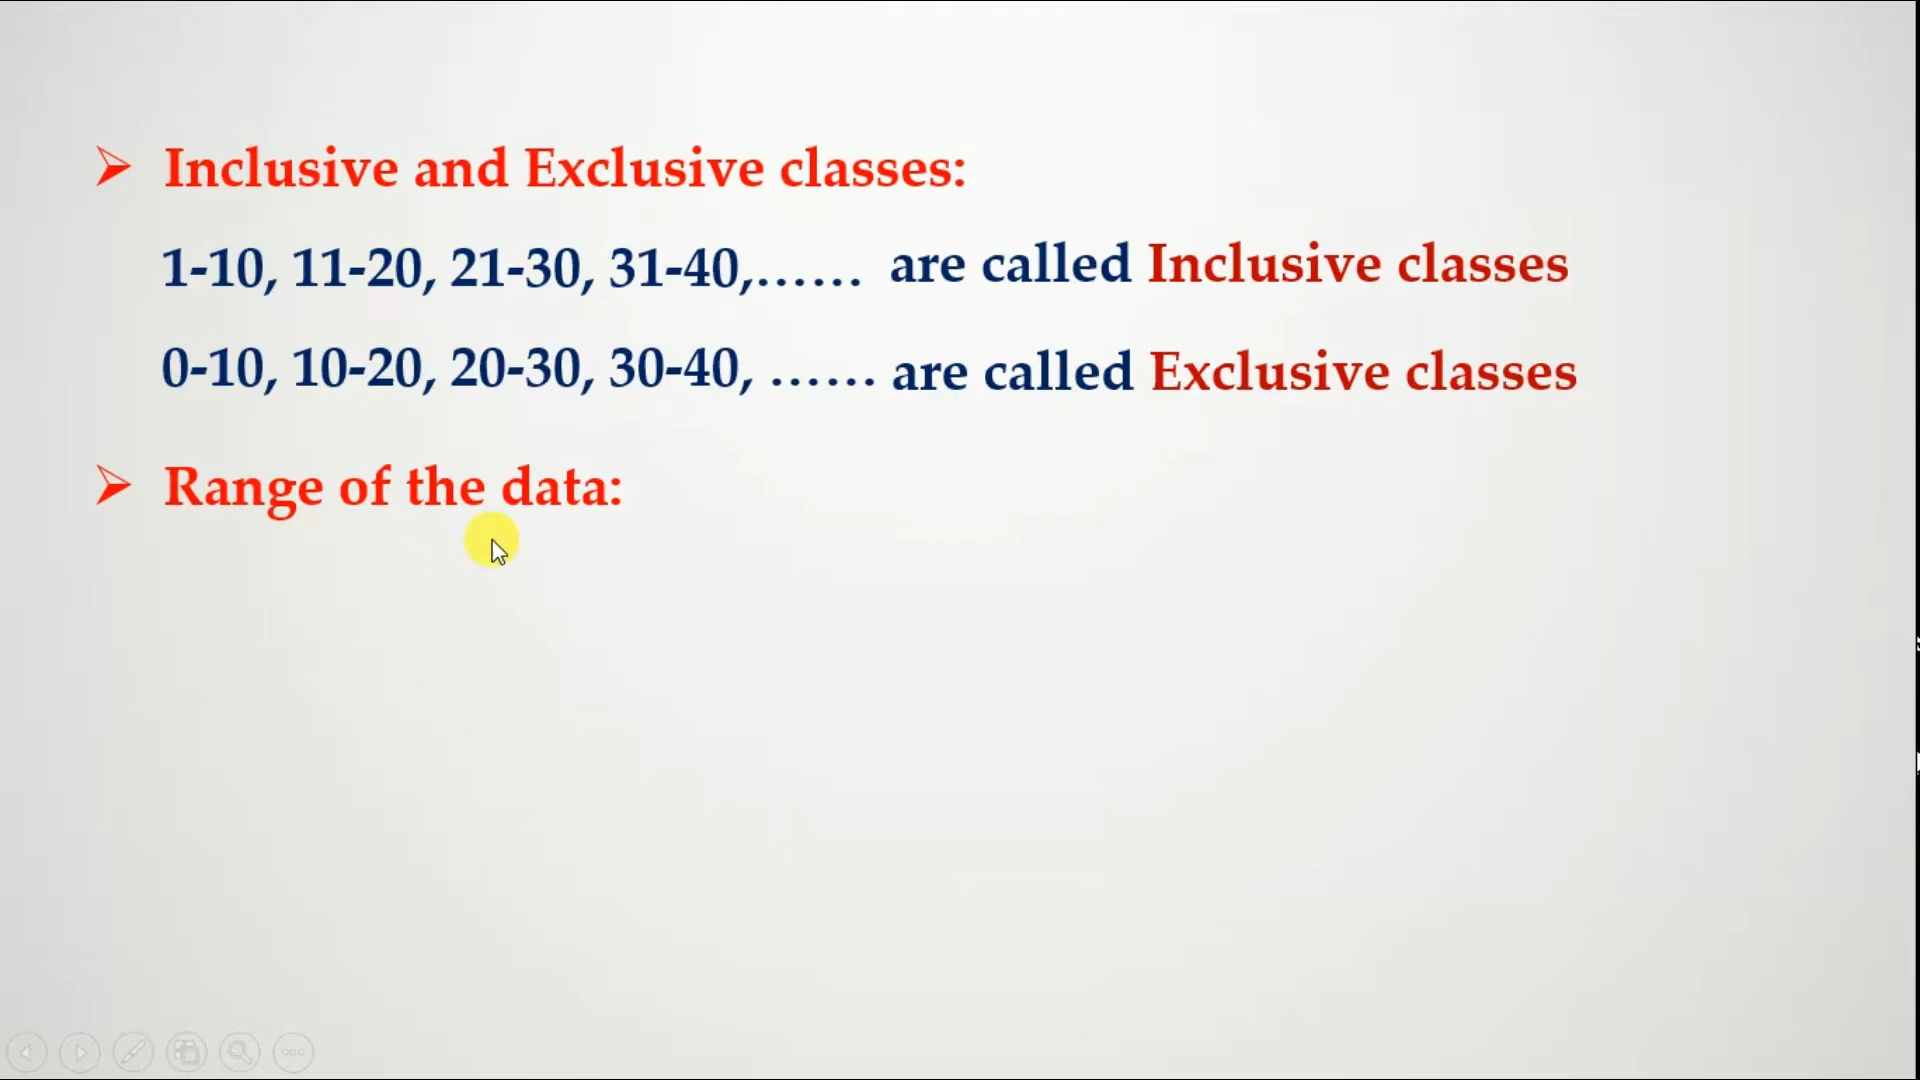 Inclusive and Exclusive classes:
1-10, 11-20, 21-30, 31-40,...... are called Inclusive classes
0-10, 10-20, 20-30, 30-40, ...... are called Exclusive classes
Range of the data: